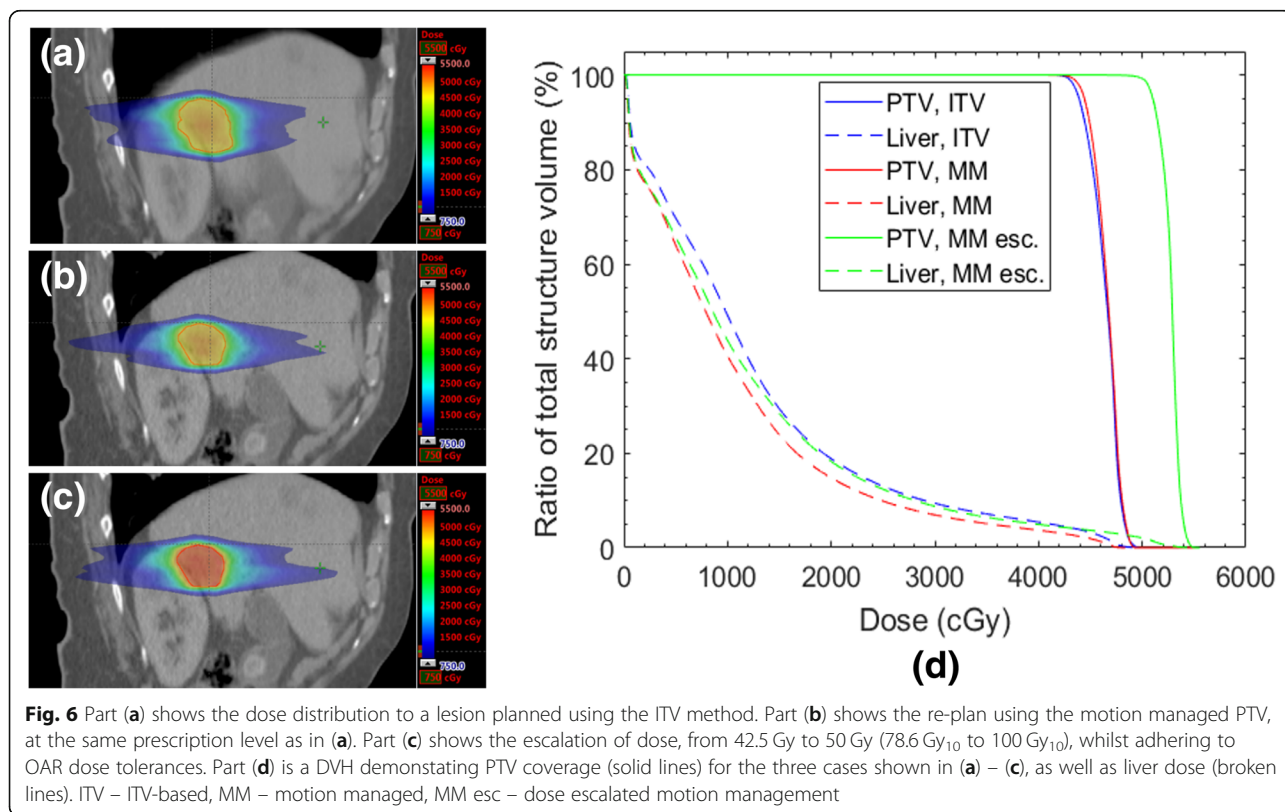 (a)
Dose
5500 cGy
5500.0
5000 cGy
4500 cGy
4000 cGy
3500 cGy
3000 cGy
2500 cGy
2000 cGy
1500 cGy
750.0
750 cGy
(b)
Dose
5500 cGy
5500.0
5000 cGy
4500 cGy
4000 cGy
3500 cGy
3000 cGy
2500 cGy
2000 cGy
1500 cGy
750.0
750 cGy
(c)
Dose
5500 cGy
5500.0
5000 cGy
4500 cGy
4000 cGy
3500 cGy
3000 cGy
2500 cGy
2000 cGy
1500 cGy
750.0
750 cGy
Ratio of total structure volume (%)
100
80
60
40
20
0
PTV, ITV
Liver, ITV
PTV, MM
Liver, MM
PTV, MM esc.
Liver, MM esc.
0 1000 2000 3000 4000 5000 6000
Dose (cGy)
(d)
Fig. 6 Part (a) shows the dose distribution to a lesion planned using the ITV method. Part (b) shows the re-plan using the motion managed PTV,
at the same prescription level as in (a). Part (c) shows the escalation of dose, from 42.5 Gy to 50 Gy (78.6 Gy₁₀ to 100 Gy₁₀), whilst adhering to
OAR dose tolerances. Part (d) is a DVH demonstating PTV coverage (solid lines) for the three cases shown in (a) – (c), as well as liver dose (broken
lines). ITV – ITV-based, MM – motion managed, MM esc – dose escalated motion management